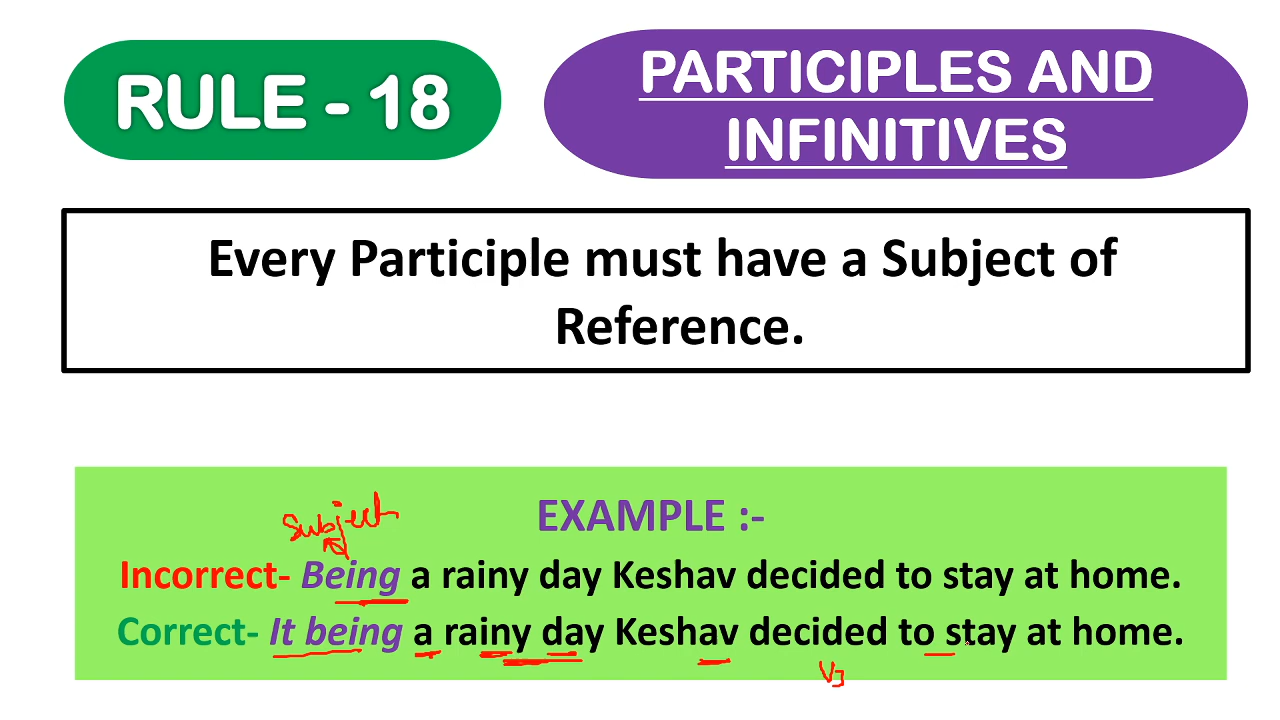 RULE - 18
PARTICIPLES AND
INFINITIVES
Every Participle must have a Subject of
Reference.
EXAMPLE :-
Subject
Incorrect- Being a rainy day Keshav decided to stay at home.
Correct- It being a rainy day Keshav decided to stay at home.
V3